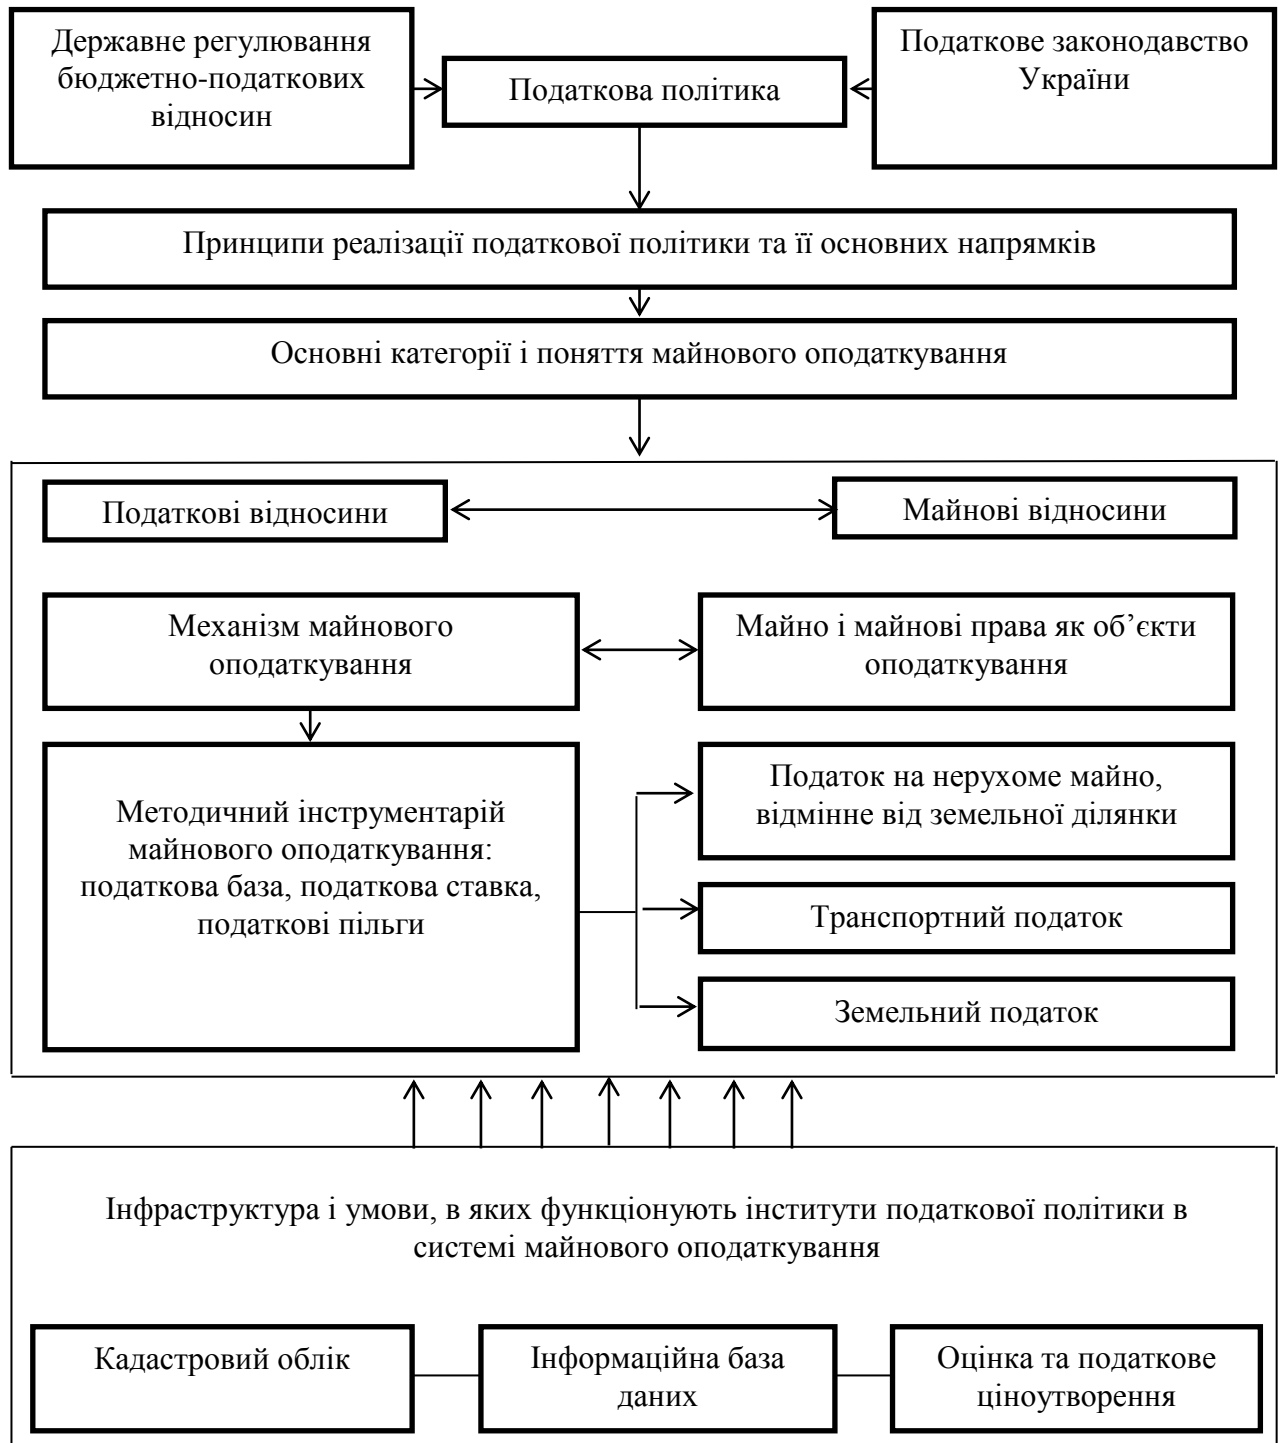 Державне регулювання
бюджетно-податкових
відносин
Податкова політика
Податкове законодавство
України
Принципи реалізації податкової політики та її основних напрямків
Основні категорії і поняття майнового оподаткування
Податкові відносини
Майнові відносини
Механізм майнового
оподаткування
Майно і майнові права як об’єкти
оподаткування
Методичний інструментарій
майнового оподаткування:
податкова база, податкова ставка,
податкові пільги
Податок на нерухоме майно,
відмінне від земельної ділянки
Транспортний податок
Земельний податок
Інфраструктура і умови, в яких функціонують інститути податкової політики в
системі майнового оподаткування
Кадастровий облік
Інформаційна база
даних
Оцінка та податкове
ціноутворення